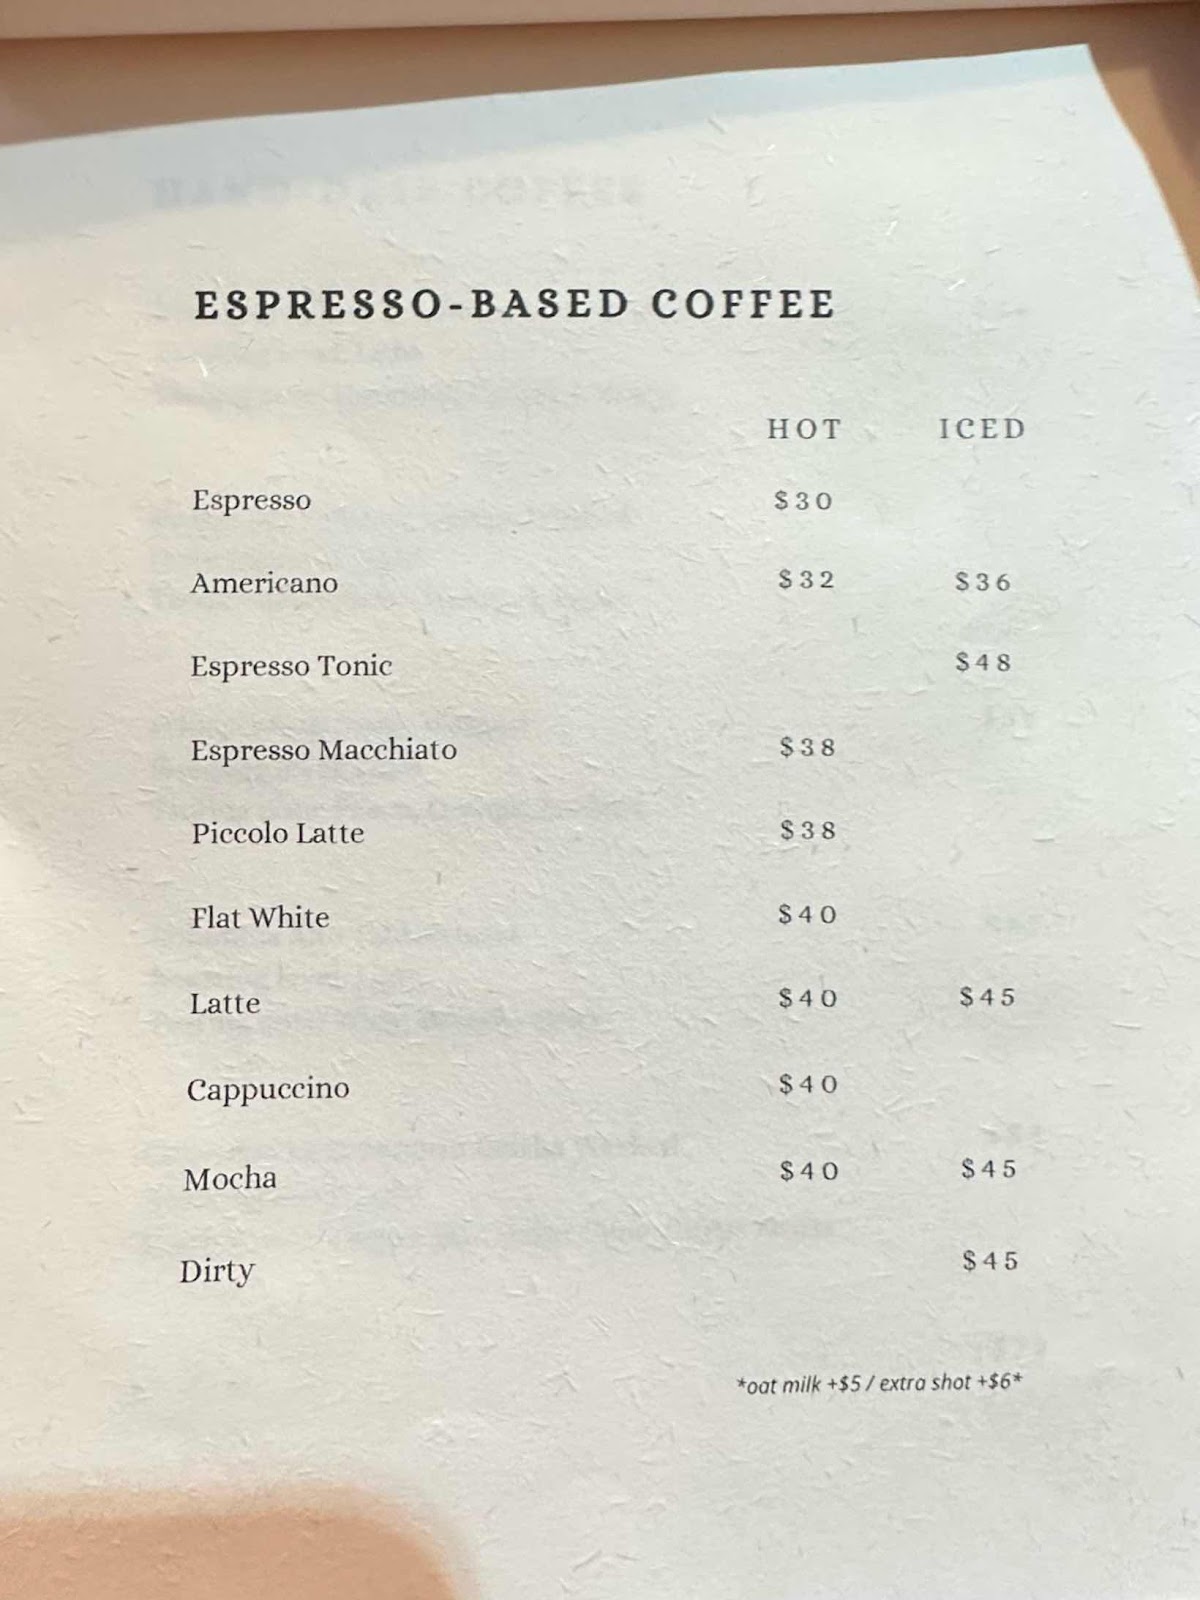 ESPRESSO-BASED COFFEE
HOT ICED
Espresso $30
Americano $32 $36
Espresso Tonic $48
Espresso Macchiato $38
Piccolo Latte $38
Flat White $40
Latte $40 $45
Cappuccino $40
Mocha $40 $45
Dirty $45
*oat milk +$5 / extra shot +$6*